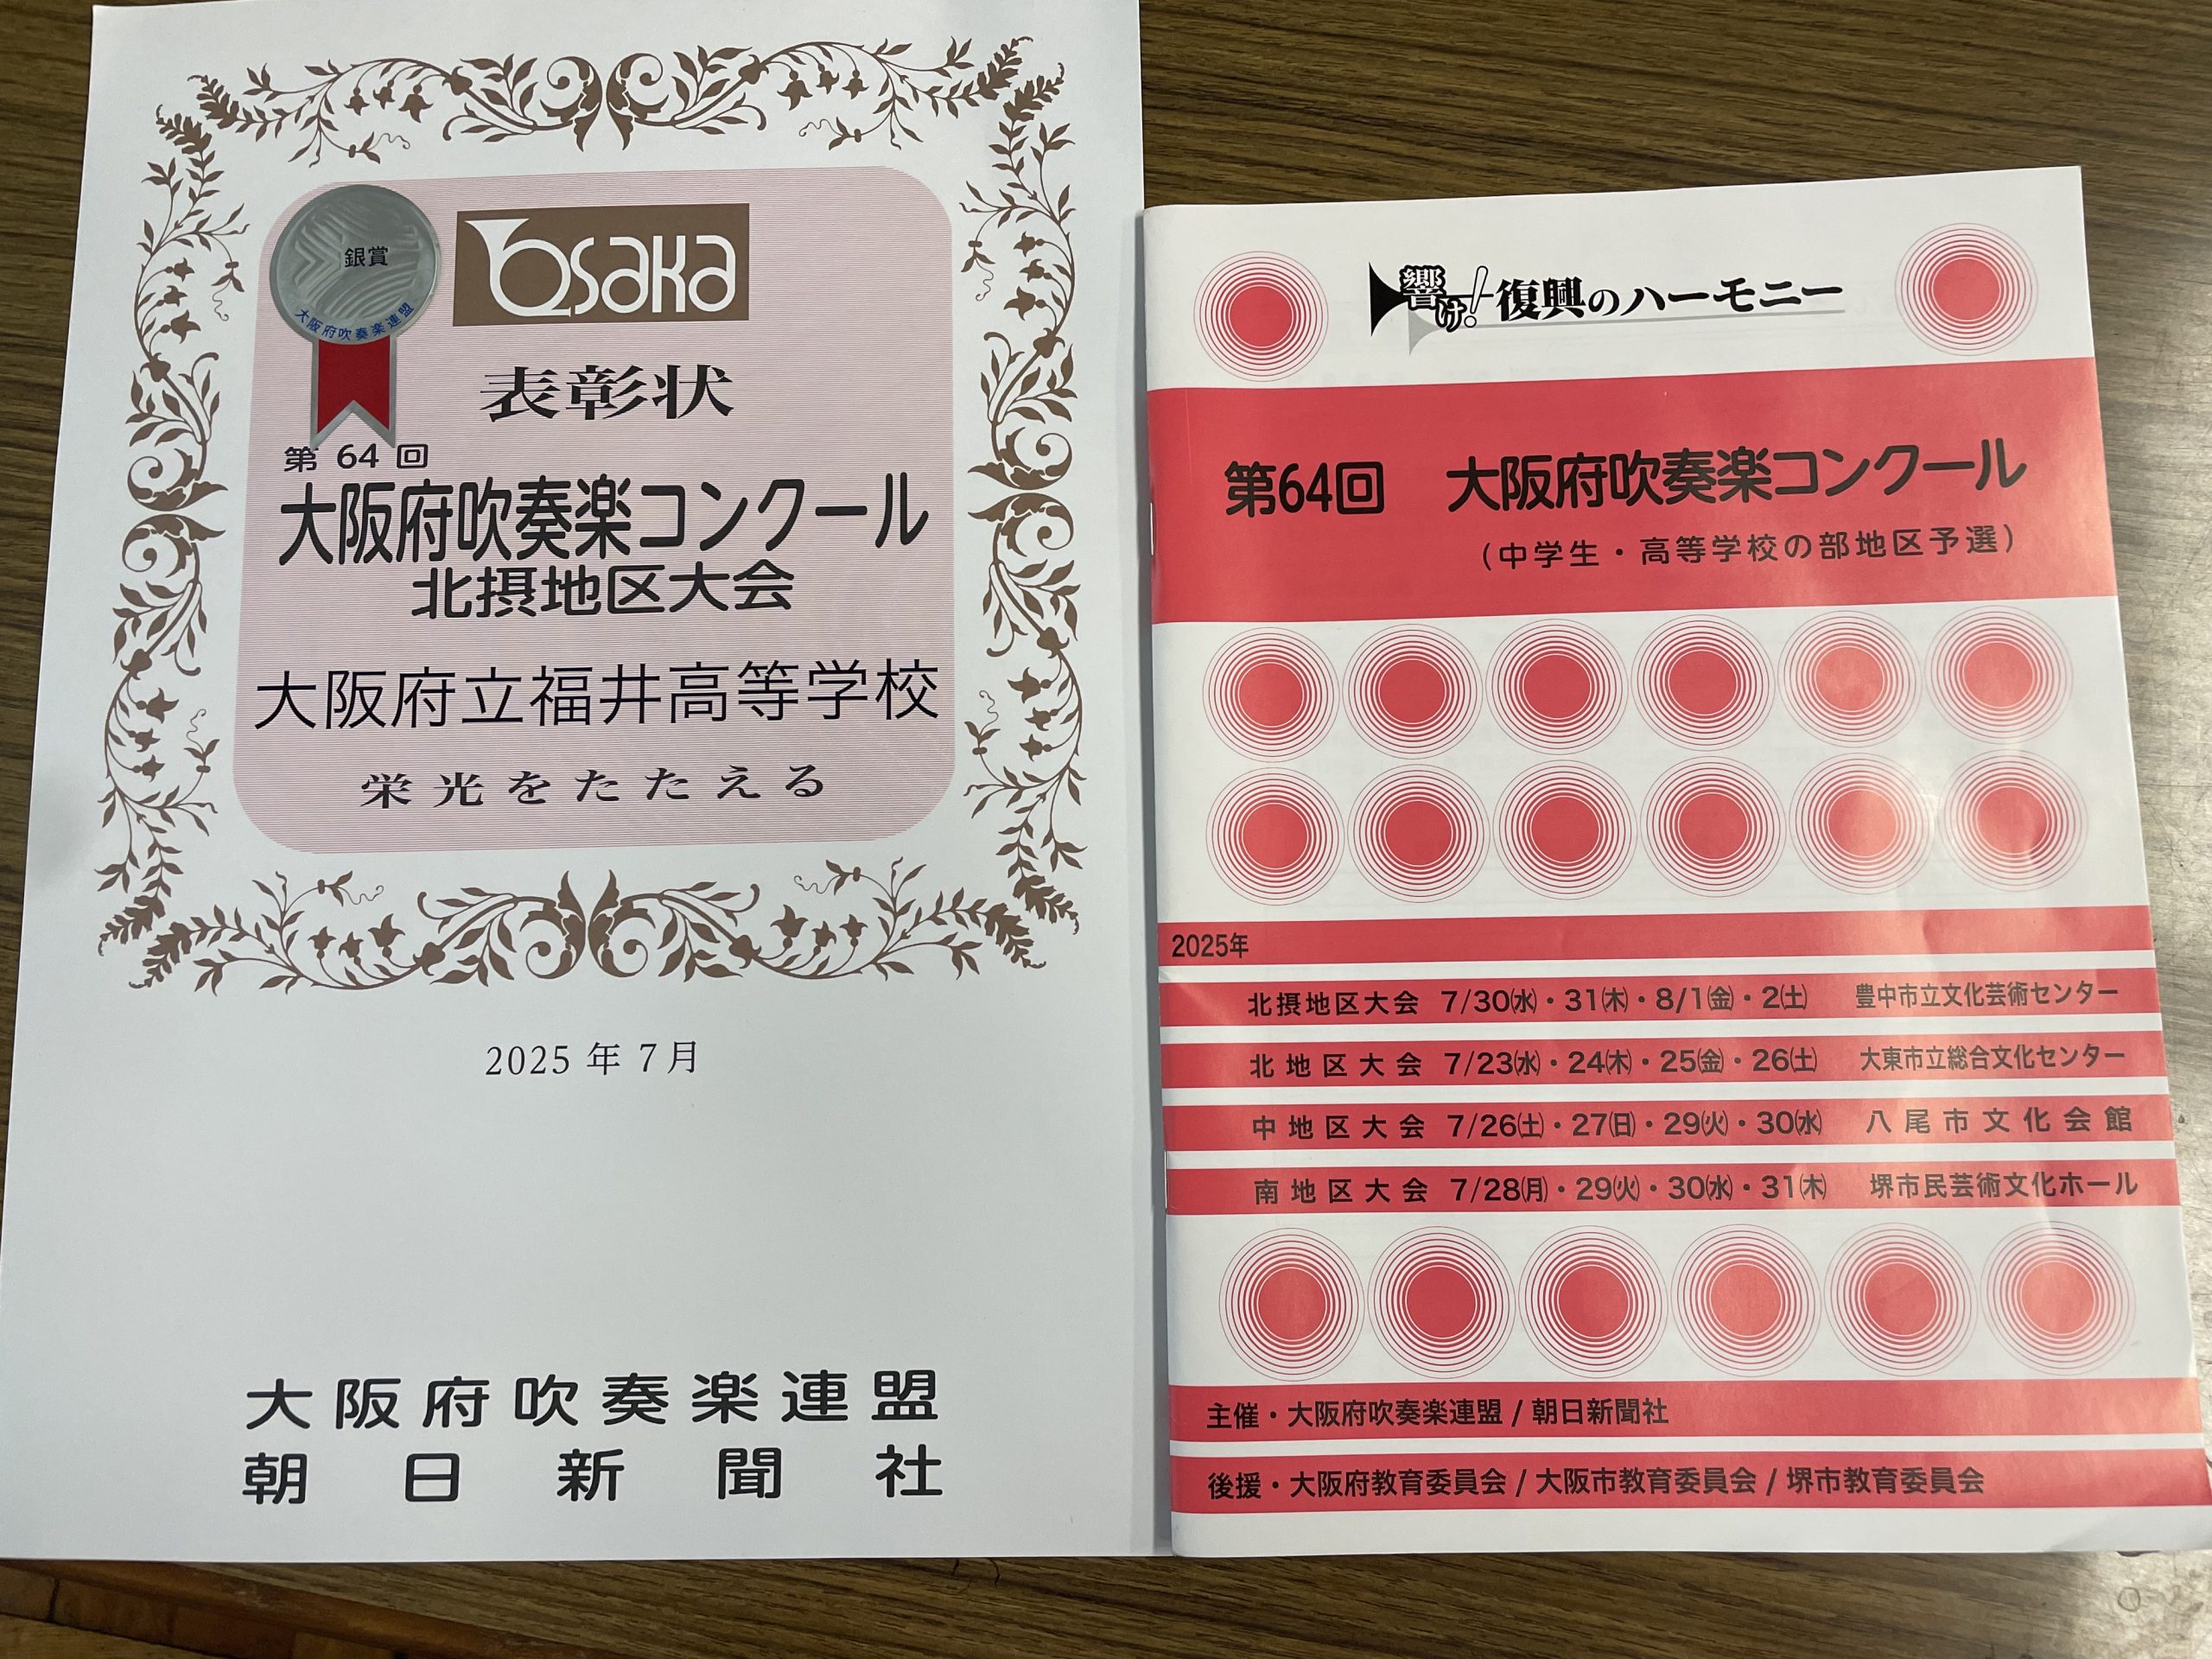 銀賞
大阪府吹奏楽連盟
Osaka
表彰状
第 64 回
大阪府吹奏楽コンクール
北摂地区大会
大阪府立福井高等学校
栄光をたたえる
2025 年 7 月
大阪府吹奏楽連盟
朝日新聞社
響け!復興のハーモニー
第64回 大阪府吹奏楽コンクール
(中学生・高等学校の部地区予選)
2025年
北摂地区大会 7/30㈬・31㈭・8/1㈮・2㈯ 豊中市立文化芸術センター
北地区大会 7/23㈬・24㈭・25㈮・26㈯ 大東市立総合文化センター
中地区大会 7/26㈯・27㈰・29㈫・30㈬ 八尾市文化会館
南地区大会 7/28㈪・29㈫・30㈬・31㈭ 堺市民芸術文化ホール
主催・大阪府吹奏楽連盟 / 朝日新聞社
後援・大阪府教育委員会 / 大阪市教育委員会 / 堺市教育委員会